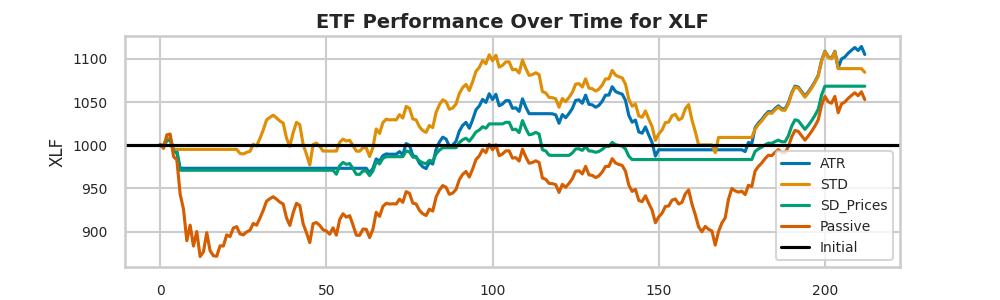 ETF Performance Over Time for XLF
XLF
1100
1050
1000
950
900
0
50
100
150
200
ATR
STD
SD_Prices
Passive
Initial